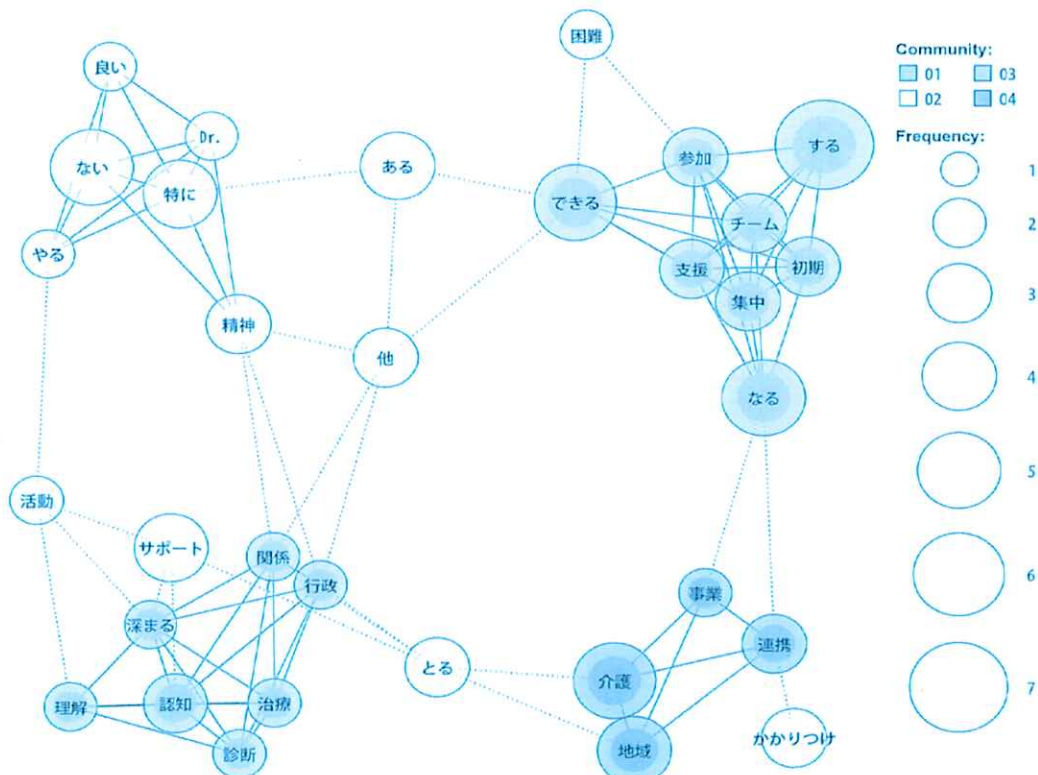 困難
良い
Dr.
ない
特に
やる
ある
参加
する
できる
チーム
支援
初期
集中
精神
他
なる
活動
サポート
関係
行政
深まる
事業
連携
とる
介護
理解
認知
治療
診断
地域
かかりつけ
Community:
01 03
02 04
Frequency:
1
2
3
4
5
6
7